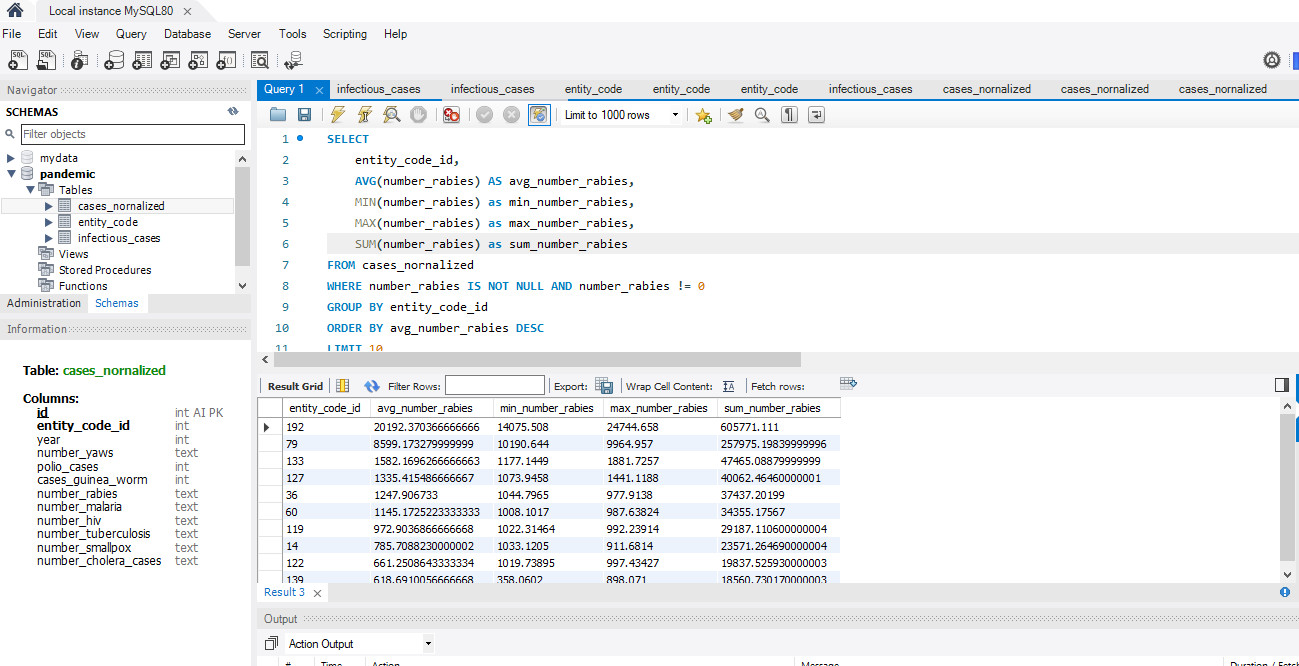 Local instance MySQL80
File Edit View Query Database Server Tools Scripting Help
Navigator
SCHEMAS
Filter objects
mydata
pandemic
Tables
cases_nornalized
entity_code
infectious_cases
Views
Stored Procedures
Functions
Administration Schemas
Information
Table: cases_nornalized
Columns:
id int AI PK
entity_code_id int
year int
number_yaws text
polio_cases int
cases_guinea_worm int
number_rabies text
number_malaria text
number_hiv text
number_tuberculosis text
number_smallpox text
number_cholera_cases text
Query 1 infectious_cases infectious_cases entity_code entity_code entity_code infectious_cases cases_nornalized cases_nornalized cases_nornalized
Limit to 1000 rows
1 SELECT
2 entity_code_id,
3 AVG(number_rabies) AS avg_number_rabies,
4 MIN(number_rabies) as min_number_rabies,
5 MAX(number_rabies) as max_number_rabies,
6 SUM(number_rabies) as sum_number_rabies
7 FROM cases_nornalized
8 WHERE number_rabies IS NOT NULL AND number_rabies != 0
9 GROUP BY entity_code_id
10 ORDER BY avg_number_rabies DESC
11 LIMIT 10
Result Grid Filter Rows: Export: Wrap Cell Content: Fetch rows:
entity_code_id avg_number_rabies min_number_rabies max_number_rabies sum_number_rabies
192 20192.370366666666 14075.508 24744.658 605771.111
79 8599.173279999999 10190.644 9964.957 257975.19839999996
133 1582.1696266666663 1177.1449 1881.7257 47465.08879999999
127 1335.415486666667 1073.9458 1441.1188 40062.46460000001
36 1247.906733 1044.7965 977.9138 37437.20199
60 1145.1725223333333 1008.1017 987.63824 34355.17567
119 972.9036866666668 1022.31464 992.23914 29187.110600000004
14 785.7088230000002 1033.1205 911.6814 23571.264690000004
122 661.2508643333334 1019.73895 997.43427 19837.525930000003
139 618.6910056666668 358.0602 898.071 18560.730170000003
Result 3
Output
Action Output
# Time Action Message Duration / Fetch